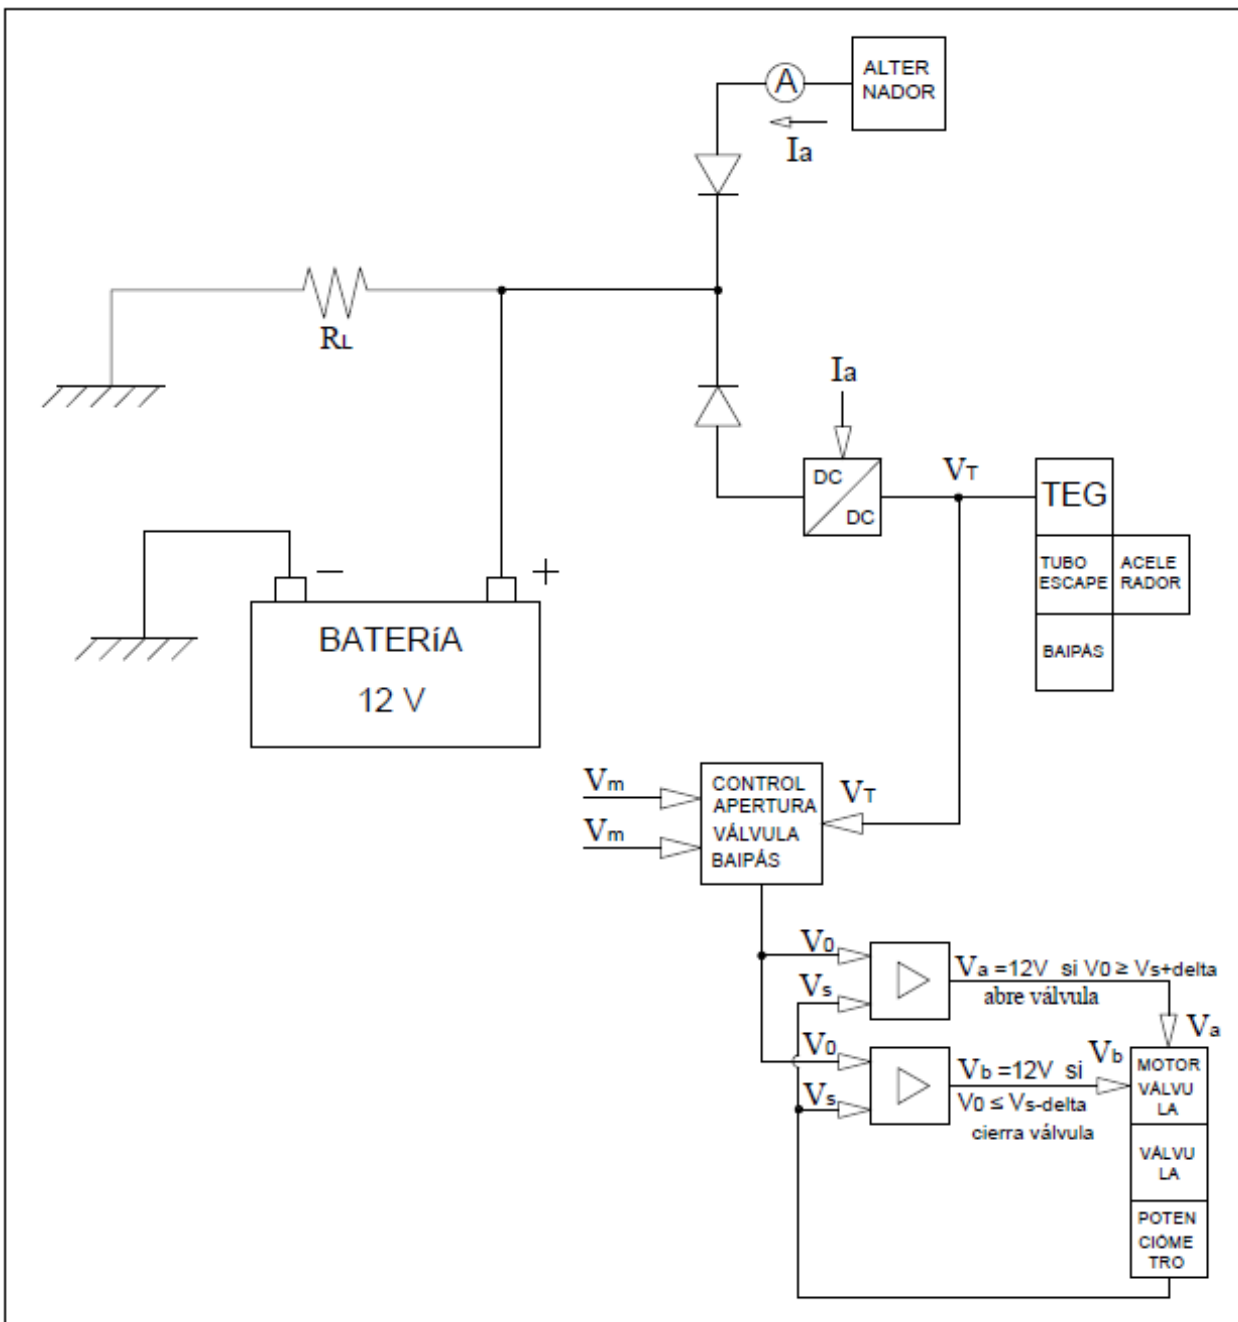 ALTER
NADOR
A
Ia
RL
Ia
DC
DC
VT
TEG
TUBO
ESCAPE
ACELE
RADOR
BAIPÁS
− +
BATERíA
12 V
Vm
Vm
CONTROL
APERTURA
VÁLVULA
BAIPÁS
VT
V0
Vs
Va =12V si V0 ≥ Vs+delta
abre válvula
Va
V0
Vs
Vb =12V si
V0 ≤ Vs-delta
cierra válvula
Vb
MOTOR
VÁLVU
LA
VÁLVU
LA
POTEN
CIÓME
TRO